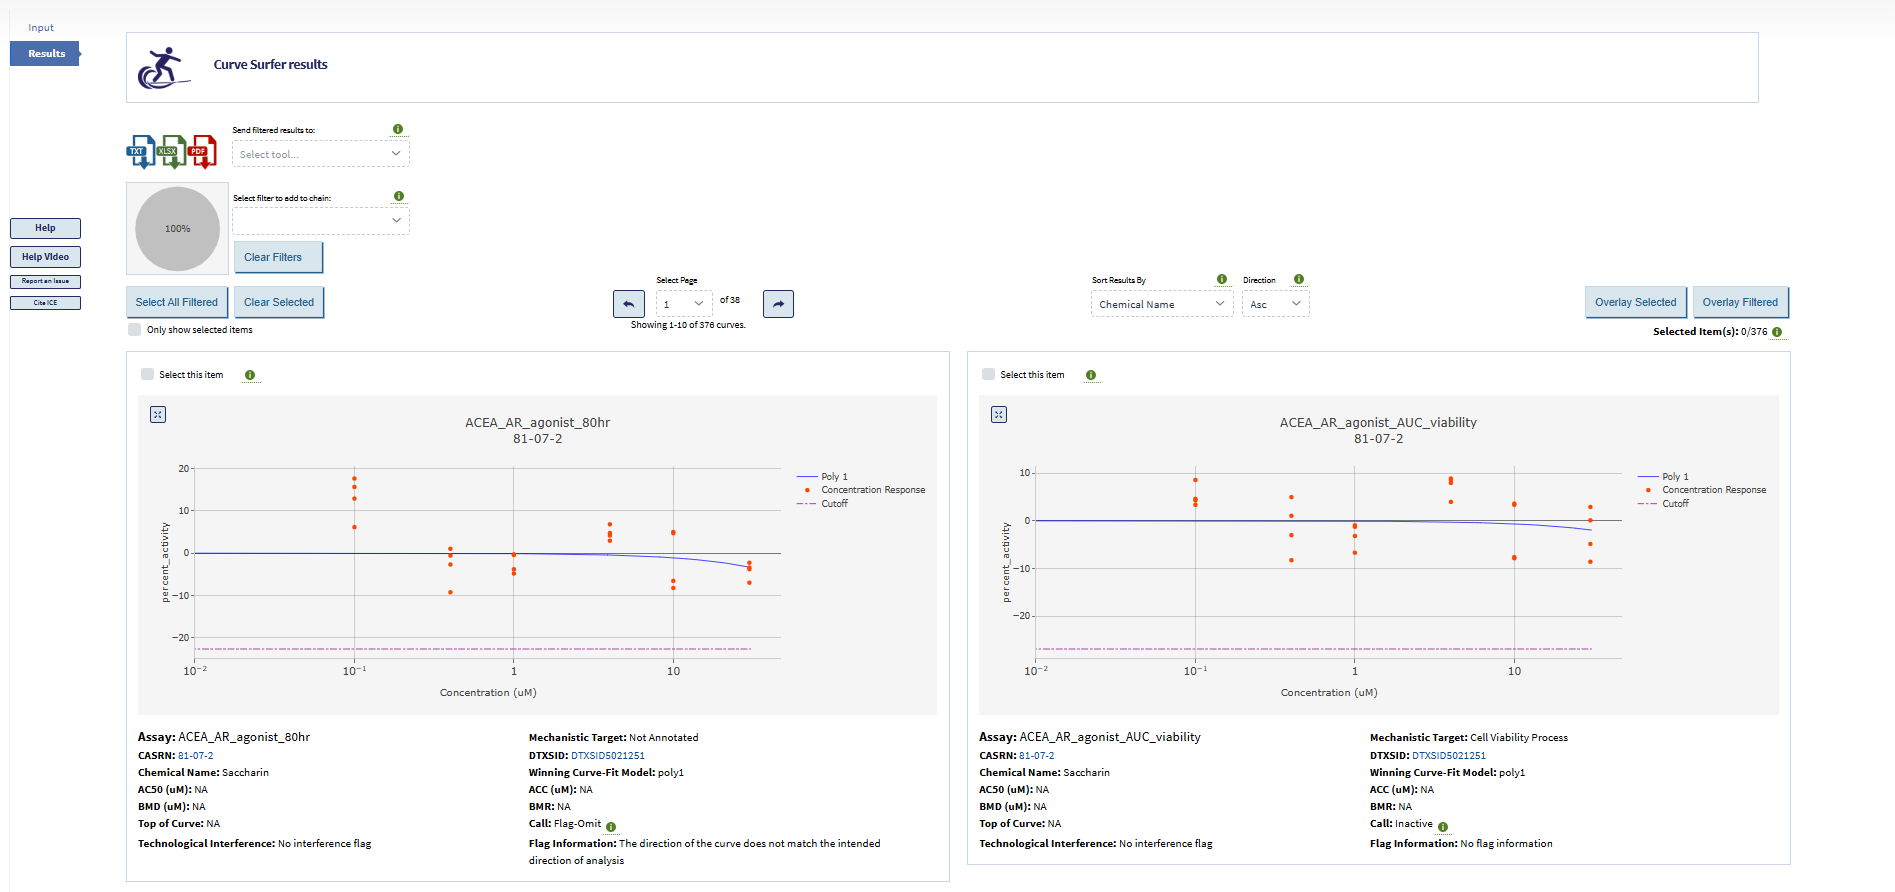 Input
Results
Curve Surfer results
TXT XLSX PDF
Send filtered results to:
Select tool...
Select filter to add to chain:
100%
Clear Filters
Help
Help Video
Report an Issue
Cite ICE
Select All Filtered
Clear Selected
Only show selected items
Select Page
1
of 38
Showing 1-10 of 376 curves.
Sort Results By
Chemical Name
Direction
Asc
Overlay Selected
Overlay Filtered
Selected Item(s): 0/376
Select this item
ACEA_AR_agonist_80hr
81-07-2
20
10
0
−10
−20
percent_activity
10−2
10−1
1
10
Concentration (uM)
Poly 1
Concentration Response
Cutoff
Assay: ACEA_AR_agonist_80hr
CASRN: 81-07-2
Chemical Name: Saccharin
AC50 (uM): NA
BMD (uM): NA
Top of Curve: NA
Technological Interference: No interference flag
Mechanistic Target: Not Annotated
DTXSID: DTXSID5021251
Winning Curve-Fit Model: poly1
ACC (uM): NA
BMR: NA
Call: Flag-Omit
Flag Information: The direction of the curve does not match the intended
direction of analysis
Select this item
ACEA_AR_agonist_AUC_viability
81-07-2
10
0
−10
−20
percent_activity
10−2
10−1
1
10
Concentration (uM)
Poly 1
Concentration Response
Cutoff
Assay: ACEA_AR_agonist_AUC_viability
CASRN: 81-07-2
Chemical Name: Saccharin
AC50 (uM): NA
BMD (uM): NA
Top of Curve: NA
Technological Interference: No interference flag
Mechanistic Target: Cell Viability Process
DTXSID: DTXSID5021251
Winning Curve-Fit Model: poly1
ACC (uM): NA
BMR: NA
Call: Inactive
Flag Information: No flag information